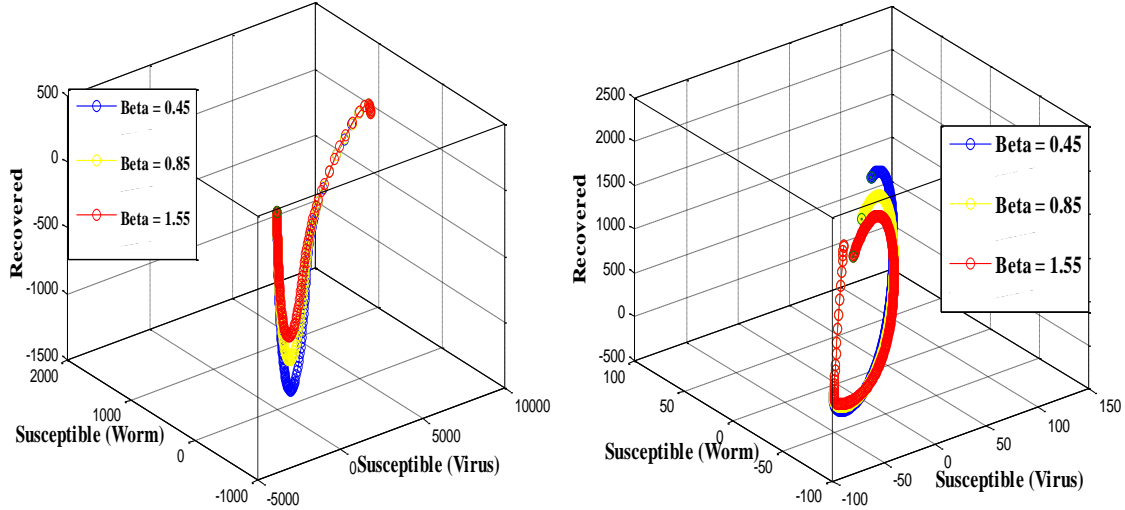 500
0
-500
-1000
-1500
Recovered
Beta = 0.45
Beta = 0.85
Beta = 1.55
2000
1000
0
-1000
Susceptible (Worm)
-5000
0
5000
10000
Susceptible (Virus)
2500
2000
1500
1000
500
0
-500
Recovered
Beta = 0.45
Beta = 0.85
Beta = 1.55
100
50
0
-50
-100
Susceptible (Worm)
-100
-50
0
50
100
150
Susceptible (Virus)